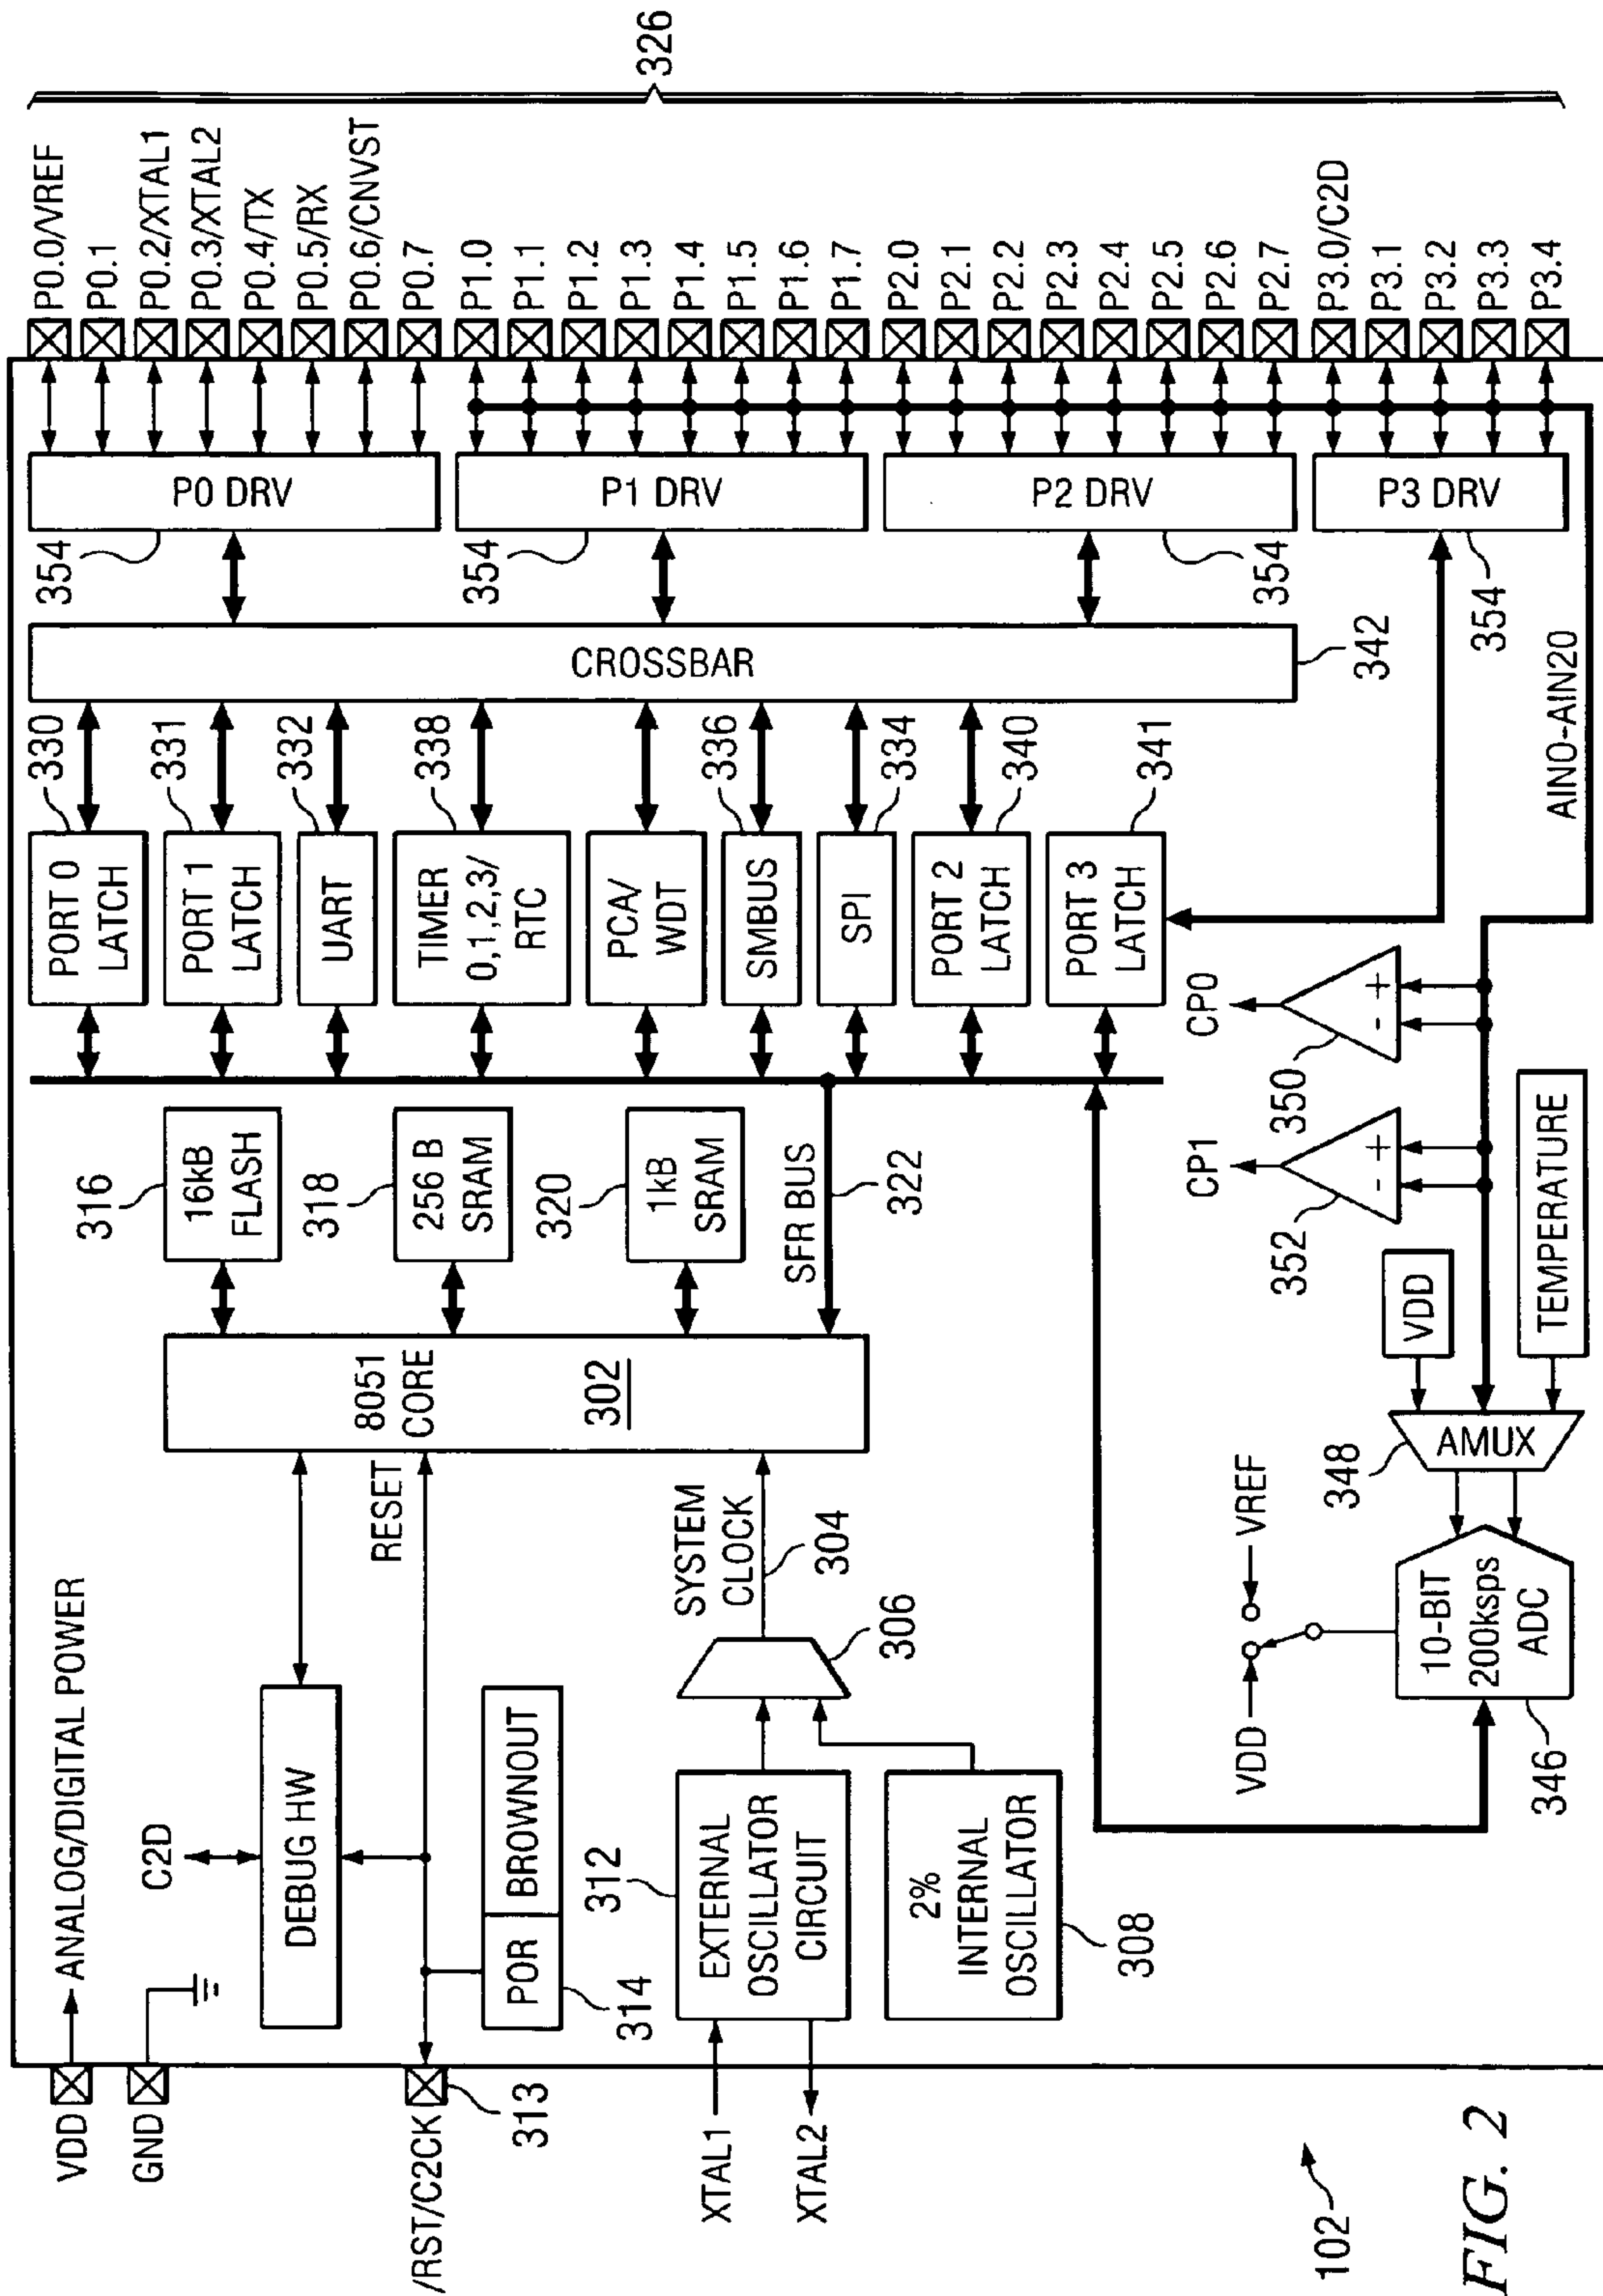 VDD
GND
/RST/C2CK
313
XTAL1
XTAL2
ANALOG/DIGITAL POWER
C2D
DEBUG HW
POR
BROWNOUT
314
RESET
312
EXTERNAL
OSCILLATOR
CIRCUIT
2%
INTERNAL
OSCILLATOR
308
306
SYSTEM
CLOCK
304
8051
CORE
302
316
16kB
FLASH
318
256 B
SRAM
320
1kB
SRAM
SFR BUS
322
PORT 0
LATCH
330
PORT 1
LATCH
331
UART
332
TIMER
0,1,2,3/
RTC
338
PCA/
WDT
SMBUS
336
SPI
334
PORT 2
LATCH
340
PORT 3
LATCH
341
CROSSBAR
342
P0 DRV
354
P1 DRV
354
P2 DRV
354
P3 DRV
354
P0.0/VREF
P0.1
P0.2/XTAL1
P0.3/XTAL2
P0.4/TX
P0.5/RX
P0.6/CNVST
P0.7
P1.0
P1.1
P1.2
P1.3
P1.4
P1.5
P1.6
P1.7
P2.0
P2.1
P2.2
P2.3
P2.4
P2.5
P2.6
P2.7
P3.0/C2D
P3.1
P3.2
P3.3
P3.4
326
VDD
VREF
10-BIT
200ksps
ADC
346
AMUX
348
VDD
TEMPERATURE
CP1
- +
352
CP0
- +
350
AIN0-AIN20
102
FIG. 2